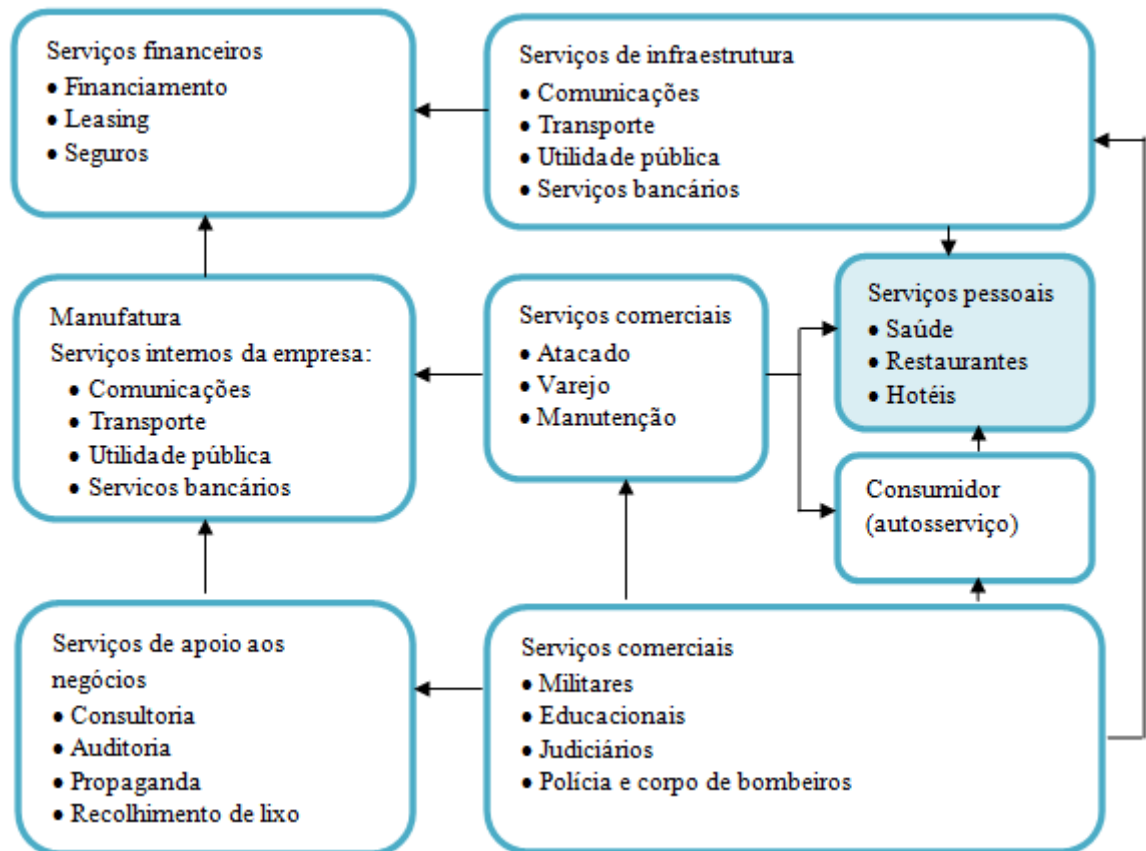 Serviços financeiros
• Financiamento
• Leasing
• Seguros
Serviços de infraestrutura
• Comunicações
• Transporte
• Utilidade pública
• Serviços bancários
Manufatura
Serviços internos da empresa:
• Comunicações
• Transporte
• Utilidade pública
• Servicos bancários
Serviços comerciais
• Atacado
• Varejo
• Manutenção
Serviços pessoais
• Saúde
• Restaurantes
• Hotéis
Consumidor
(autosserviço)
Serviços de apoio aos
negócios
• Consultoria
• Auditoria
• Propaganda
• Recolhimento de lixo
Serviços comerciais
• Militares
• Educacionais
• Judiciários
• Polícia e corpo de bombeiros